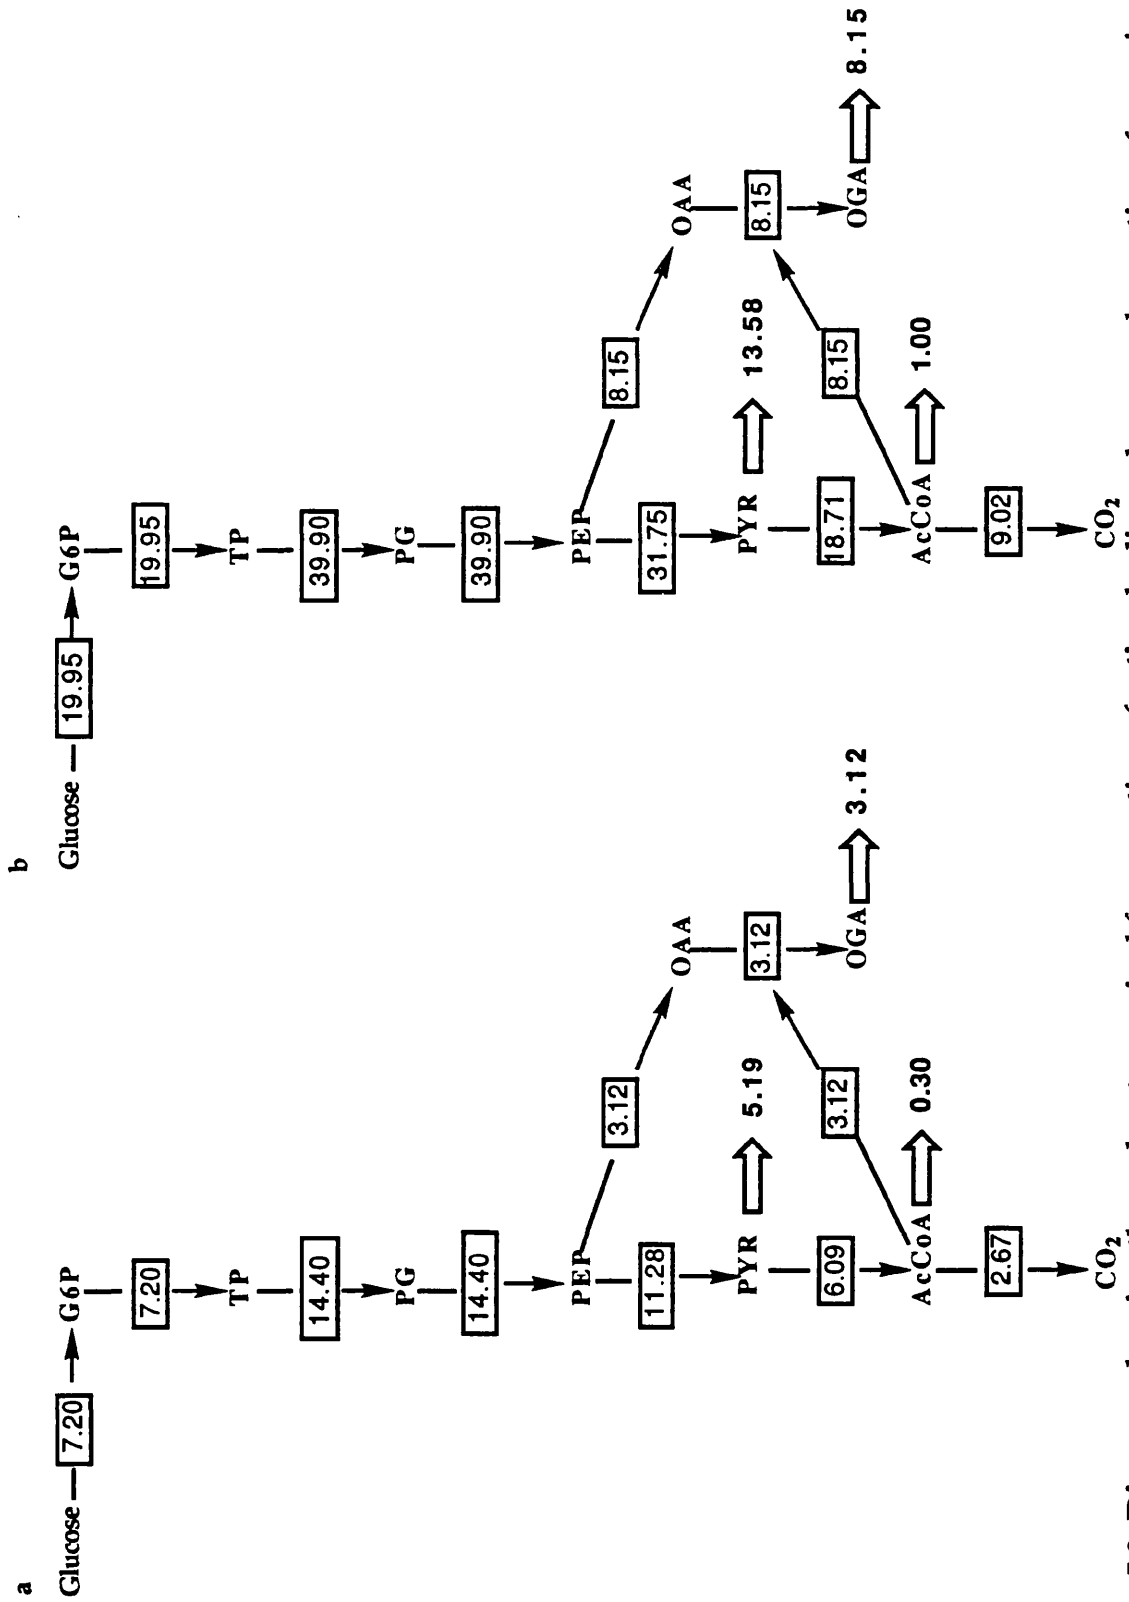 a
Glucose 7.20 G6P
7.20
TP
14.40
PG
14.40
PEP 3.12 OAA
11.28
3.12
PYR 5.19
6.09
3.12
OGA 3.12
AcCoA 0.30
2.67
CO2
b
Glucose 19.95 G6P
19.95
TP
39.90
PG
39.90
PEP 8.15 OAA
31.75
8.15
PYR 13.58
18.71
8.15
OGA 8.15
AcCoA 1.00
9.02
CO2